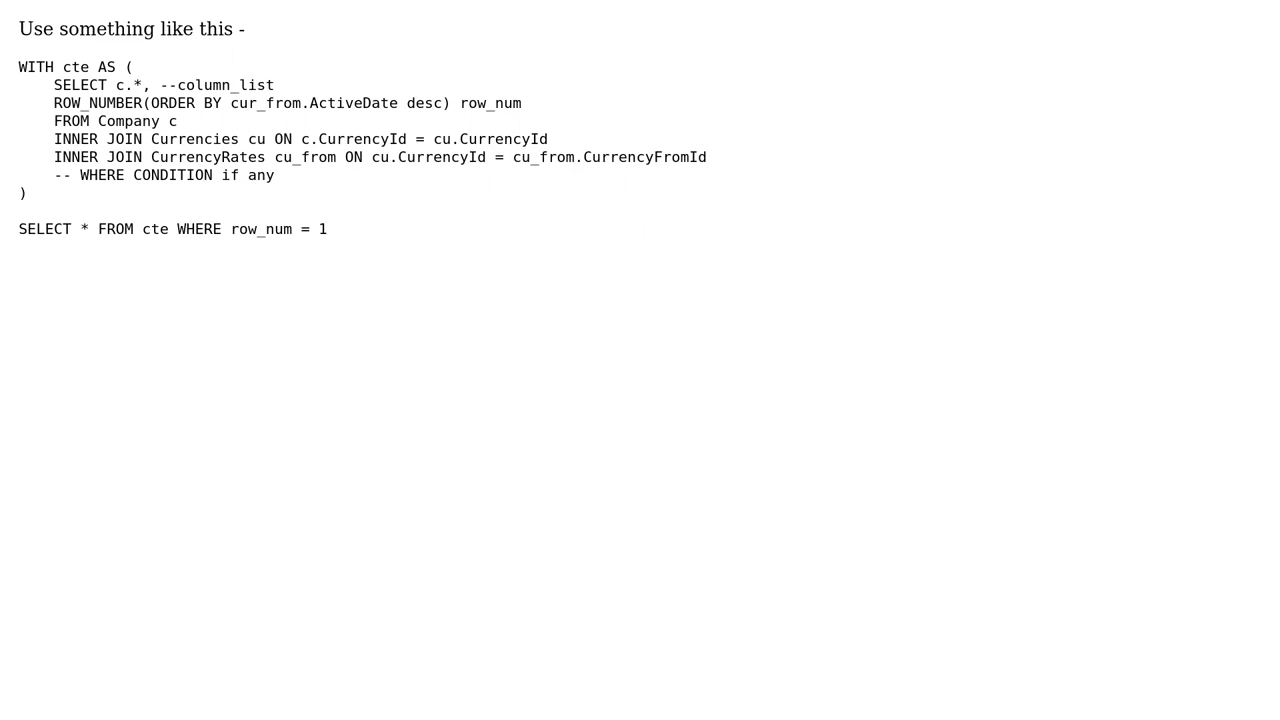 Use something like this -
WITH cte AS (
    SELECT c.*, --column_list
    ROW_NUMBER(ORDER BY cur_from.ActiveDate desc) row_num
    FROM Company c
    INNER JOIN Currencies cu ON c.CurrencyId = cu.CurrencyId
    INNER JOIN CurrencyRates cu_from ON cu.CurrencyId = cu_from.CurrencyFromId
    -- WHERE CONDITION if any
)
SELECT * FROM cte WHERE row_num = 1